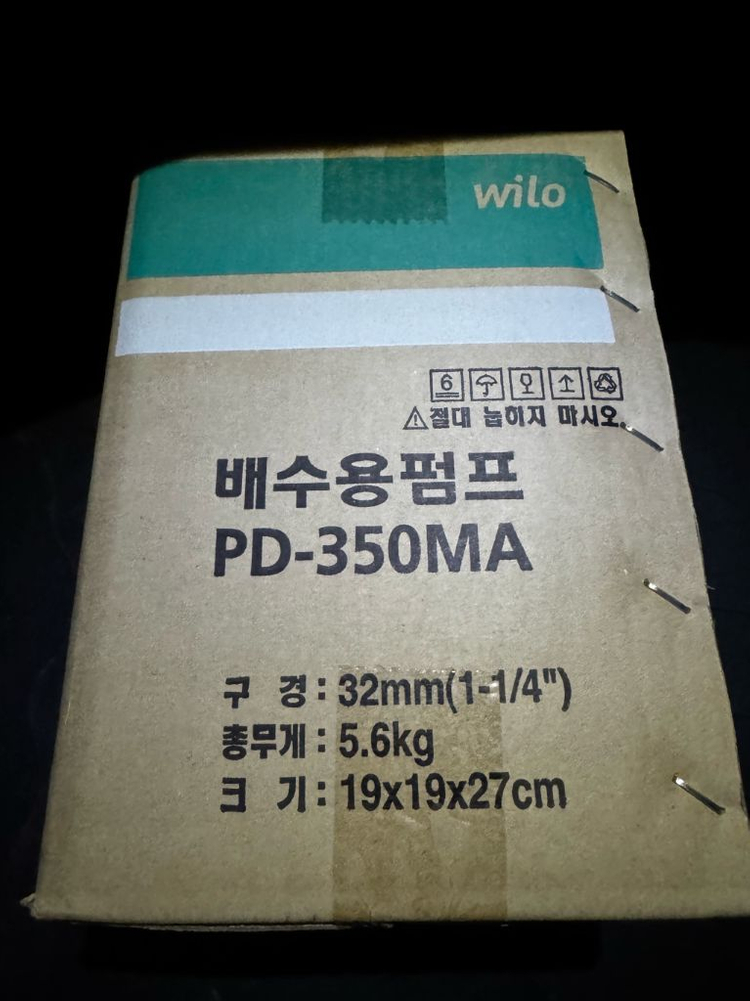 wilo
6
절대 눕히지 마시오.
배수용펌프
PD-350MA
구 경 : 32mm(1-1/4")
총무게 : 5.6kg
크 기 : 19x19x27cm